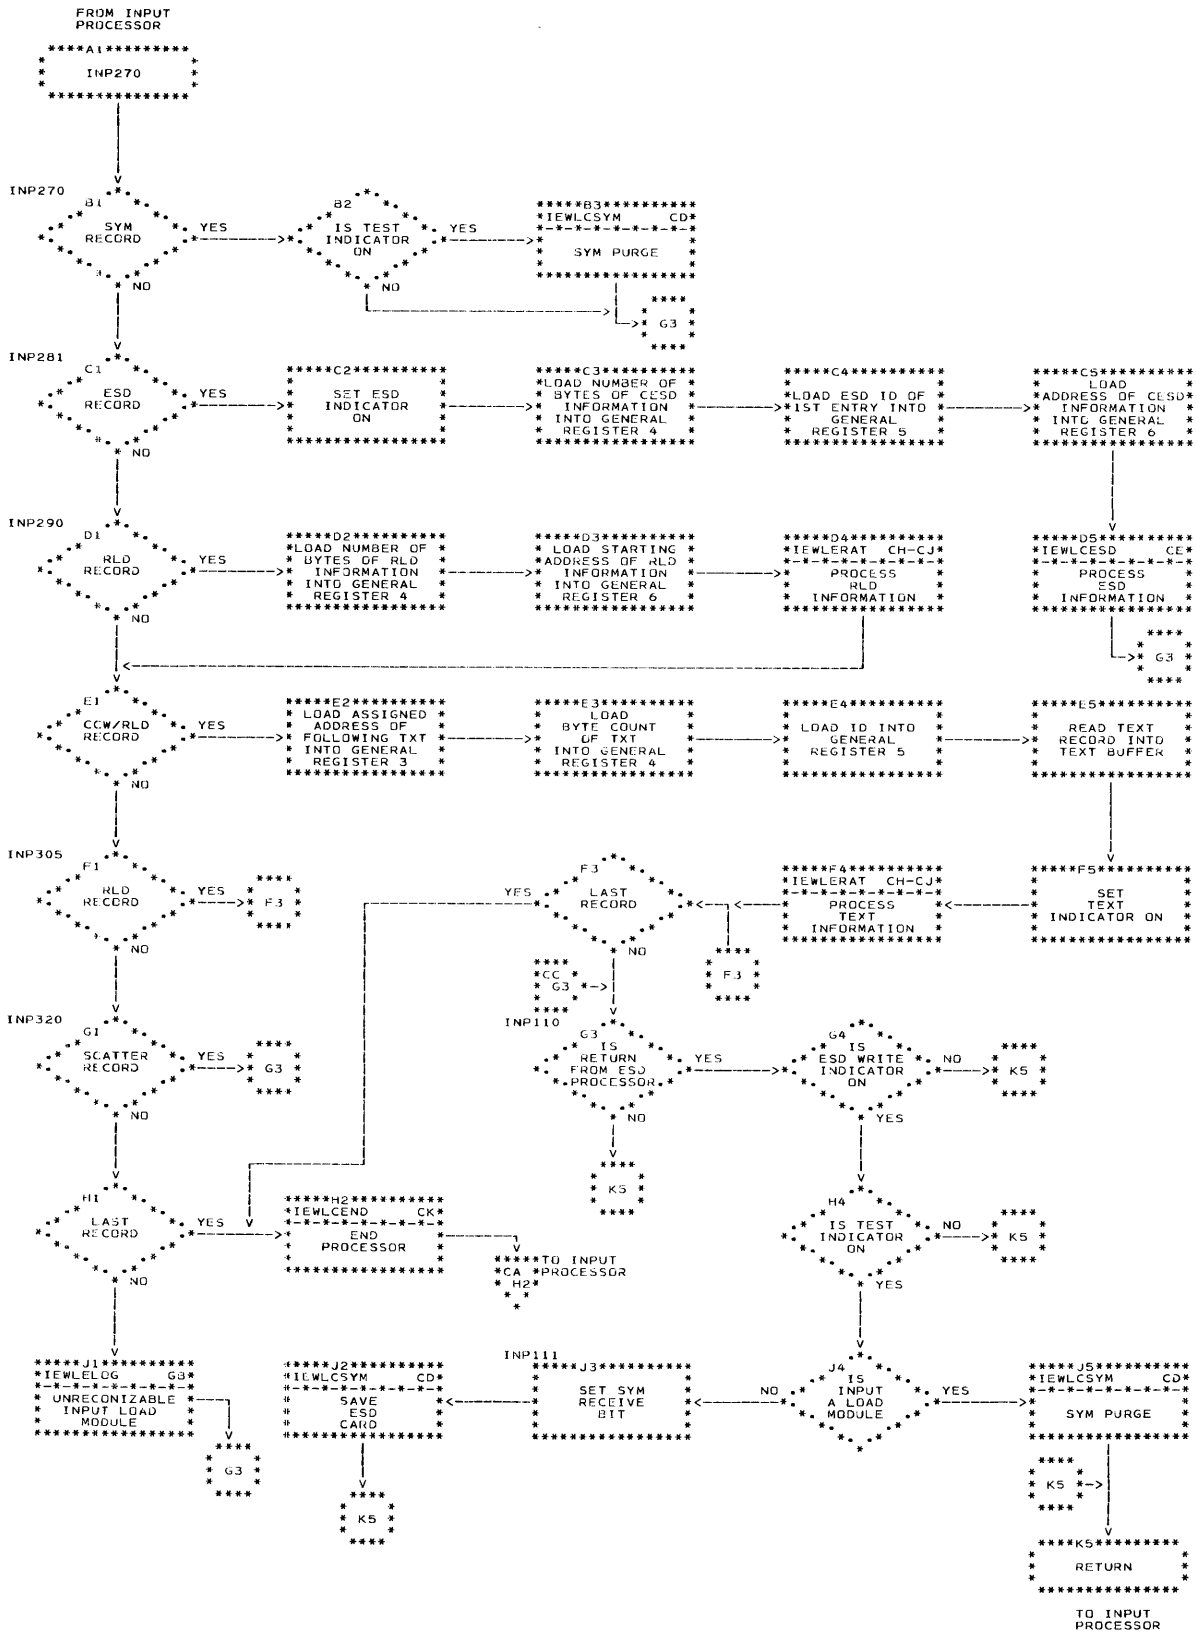 FROM INPUT
PROCESSOR
A1
INP270
INP270
B1
SYM
RECORD
YES
NO
B2
IS TEST
INDICATOR
ON
YES
NO
B3
IEWLCSYM CD
SYM PURGE
G3
INP281
C1
ESD
RECORD
YES
NO
C2
SET ESD
INDICATOR
ON
C3
LOAD NUMBER OF
BYTES OF CESD
INFORMATION
INTO GENERAL
REGISTER 4
C4
LOAD ESD ID OF
1ST ENTRY INTO
GENERAL
REGISTER 5
C5
LOAD
ADDRESS OF CESD
INFORMATION
INTO GENERAL
REGISTER 6
INP290
D1
RLD
RECORD
YES
NO
D2
LOAD NUMBER OF
BYTES OF RLD
INFORMATION
INTO GENERAL
REGISTER 4
D3
LOAD STARTING
ADDRESS OF RLD
INFORMATION
INTO GENERAL
REGISTER 6
D4
IEWLERAT CH-CJ
PROCESS
RLD
INFORMATION
D5
IEWLCESD CE
PROCESS
ESD
INFORMATION
G3
E1
CCW/RLD
RECORD
YES
NO
E2
LOAD ASSIGNED
ADDRESS OF
FOLLOWING TXT
INTO GENERAL
REGISTER 3
E3
LOAD
BYTE COUNT
OF TXT
INTO GENERAL
REGISTER 4
E4
LOAD ID INTO
GENERAL
REGISTER 5
E5
READ TEXT
RECORD INTO
TEXT BUFFER
INP305
F1
RLD
RECORD
YES
NO
F3
F3
LAST
RECORD
YES
NO
F4
IEWLERAT CH-CJ
PROCESS
TEXT
INFORMATION
F5
SET
TEXT
INDICATOR ON
F3
CC
G3
INP320
G1
SCATTER
RECORD
YES
NO
G3
INP110
G3
IS
RETURN
FROM ESD
PROCESSOR
YES
NO
G4
IS
ESD WRITE
INDICATOR
ON
NO
YES
K5
K5
H1
LAST
RECORD
YES
NO
H2
IEWLCEND CK
END
PROCESSOR
CA
H2
TO INPUT
PROCESSOR
H4
IS TEST
INDICATOR
ON
NO
YES
K5
J1
IEWLELOG GB
UNRECONIZABLE
INPUT LOAD
MODULE
G3
J2
IEWLCSYM CD
SAVE
ESD
CARD
K5
INP111
J3
SET SYM
RECEIVE
BIT
J4
IS
INPUT
A LOAD
MODULE
NO
YES
J5
IEWLCSYM CD
SYM PURGE
K5
K5
RETURN
TO INPUT
PROCESSOR